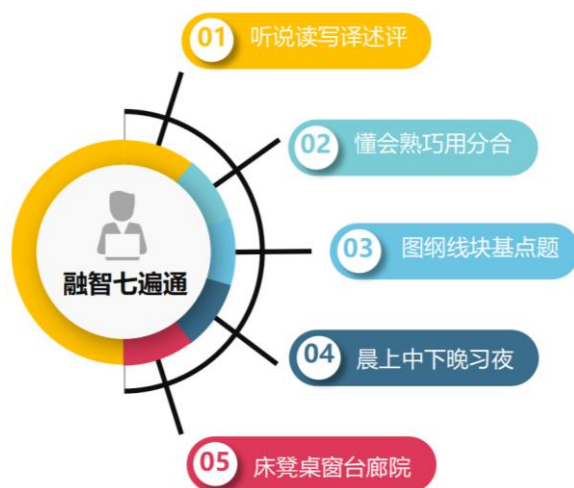 01 听说读写译述评
02 懂会熟巧用分合
03 图纲线块基点题
融智七遍通
04 晨上中下晚习夜
05 床凳桌窗台廊院